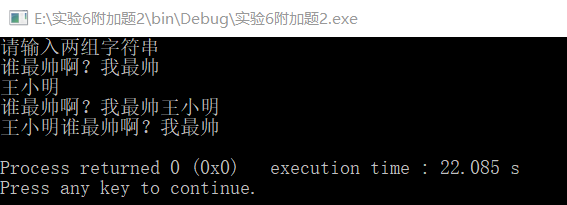 E:\实验6附加题2\bin\Debug\实验6附加题2.exe
请输入两组字符串
谁最帅啊？我最帅
王小明
谁最帅啊？我最帅王小明
王小明谁最帅啊？我最帅
Process returned 0 (0x0)   execution time : 22.085 s
Press any key to continue.